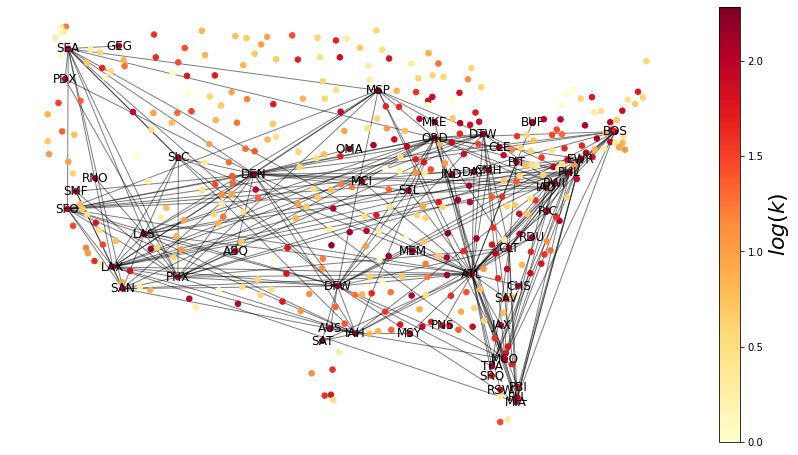 SEA
GEG
PDX
MSP
MKE
BUF
ORD
DTW
BOS
CLE
OMA
SLC
PIT
EWR
DEN
IND
DAY
CMH
PHL
RNO
MCI
BWI
IAD
SMF
STL
SFO
RIC
LAS
RDU
CLT
ABQ
MEM
LAX
PHX
ATL
SAN
DFW
CHS
SAV
AUS
IAH
MSY
PNS
JAX
SAT
MCO
TPA
SRQ
RSW
PBI
MIA
2.0
1.5
1.0
0.5
0.0
log(k)